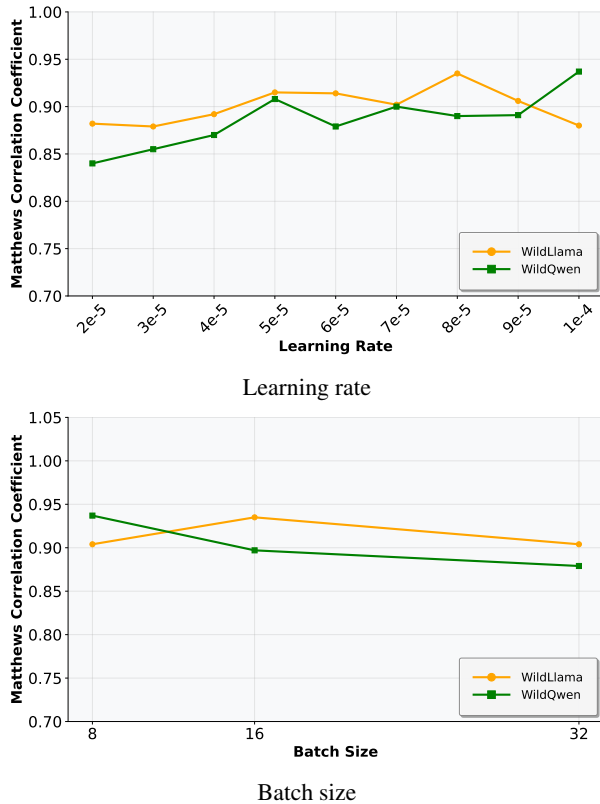 Matthews Correlation Coefficient
1.00
0.95
0.90
0.85
0.80
0.75
0.70
WildLlama
WildQwen
2e-5 3e-5 4e-5 5e-5 6e-5 7e-5 8e-5 9e-5 1e-4
Learning Rate
Learning rate
Matthews Correlation Coefficient
1.05
1.00
0.95
0.90
0.85
0.80
0.75
0.70
WildLlama
WildQwen
8 16 32
Batch Size
Batch size